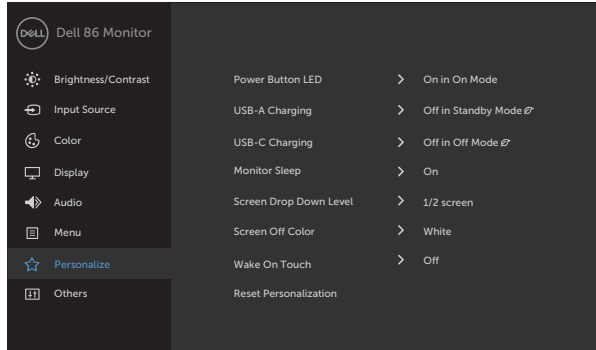 DELL Dell 86 Monitor
Brightness/Contrast
Input Source
Color
Display
Audio
Menu
Personalize
Others
Power Button LED > On in On Mode
USB-A Charging > Off in Standby Mode
USB-C Charging > Off in Off Mode
Monitor Sleep > On
Screen Drop Down Level > 1/2 screen
Screen Off Color > White
Wake On Touch > Off
Reset Personalization